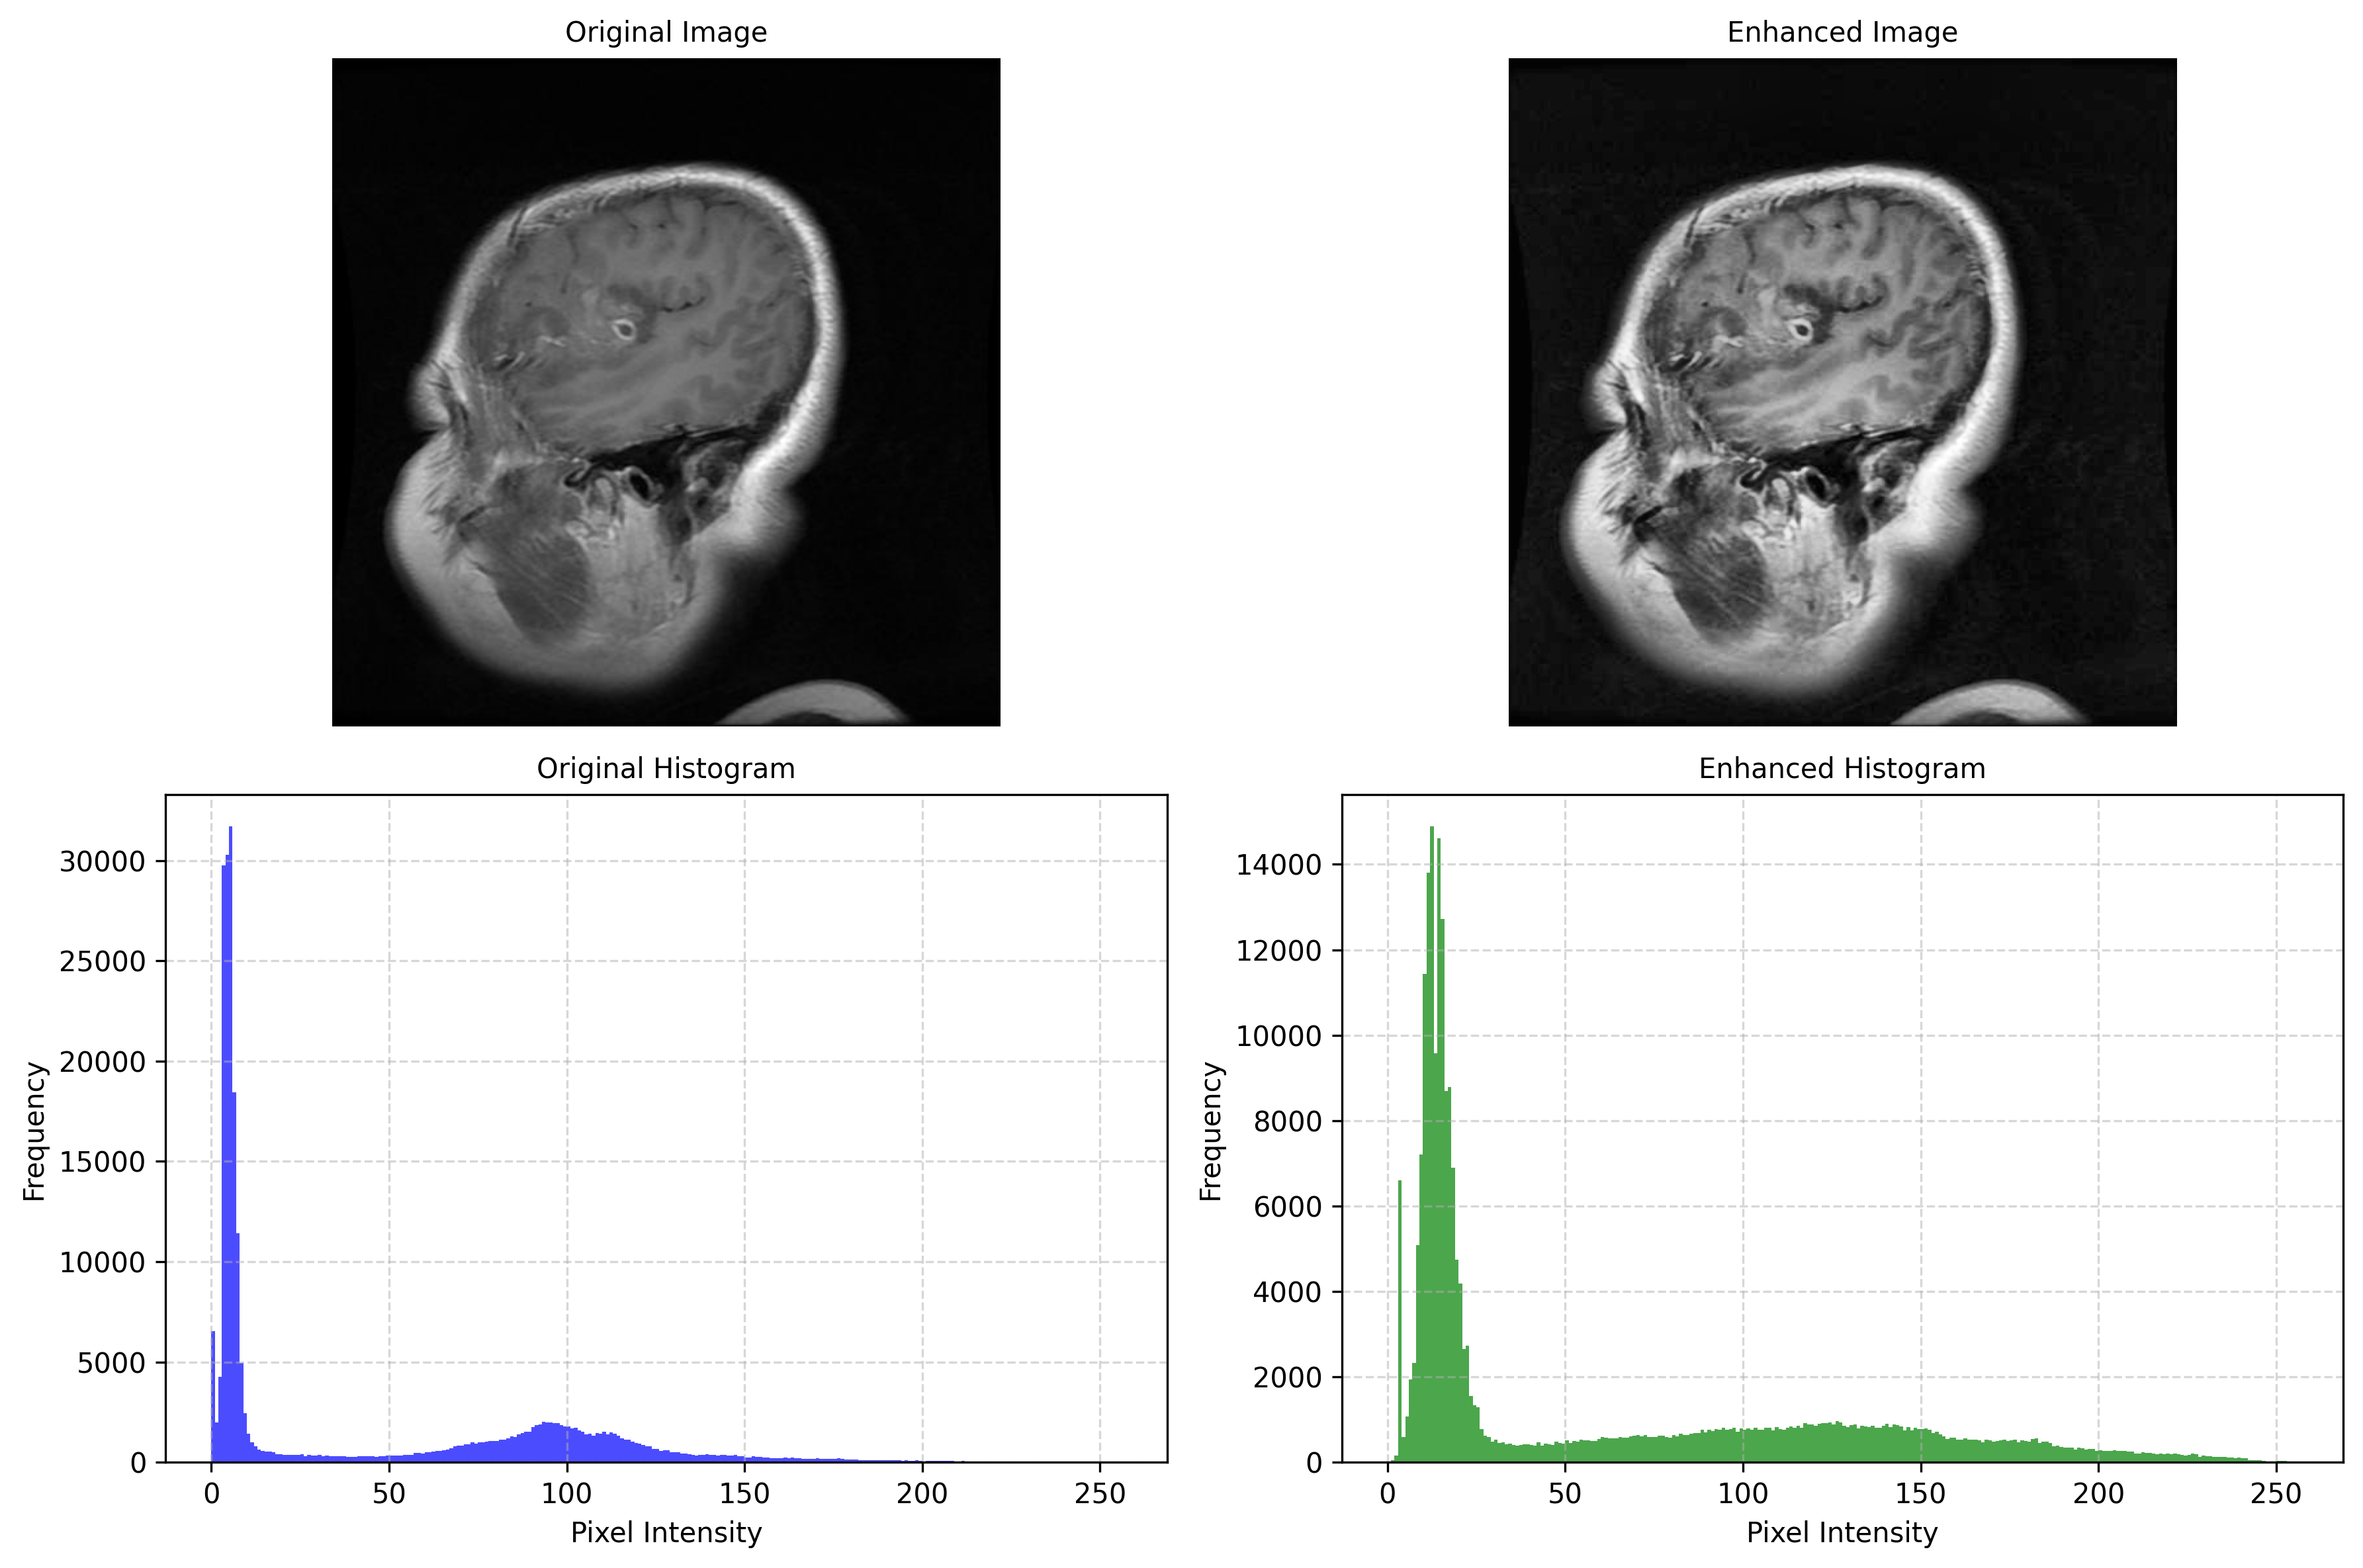 Original Image
Enhanced Image
Original Histogram
Enhanced Histogram
Frequency
30000
25000
20000
15000
10000
5000
0
0 50 100 150 200 250
Pixel Intensity
Frequency
14000
12000
10000
8000
6000
4000
2000
0
0 50 100 150 200 250
Pixel Intensity